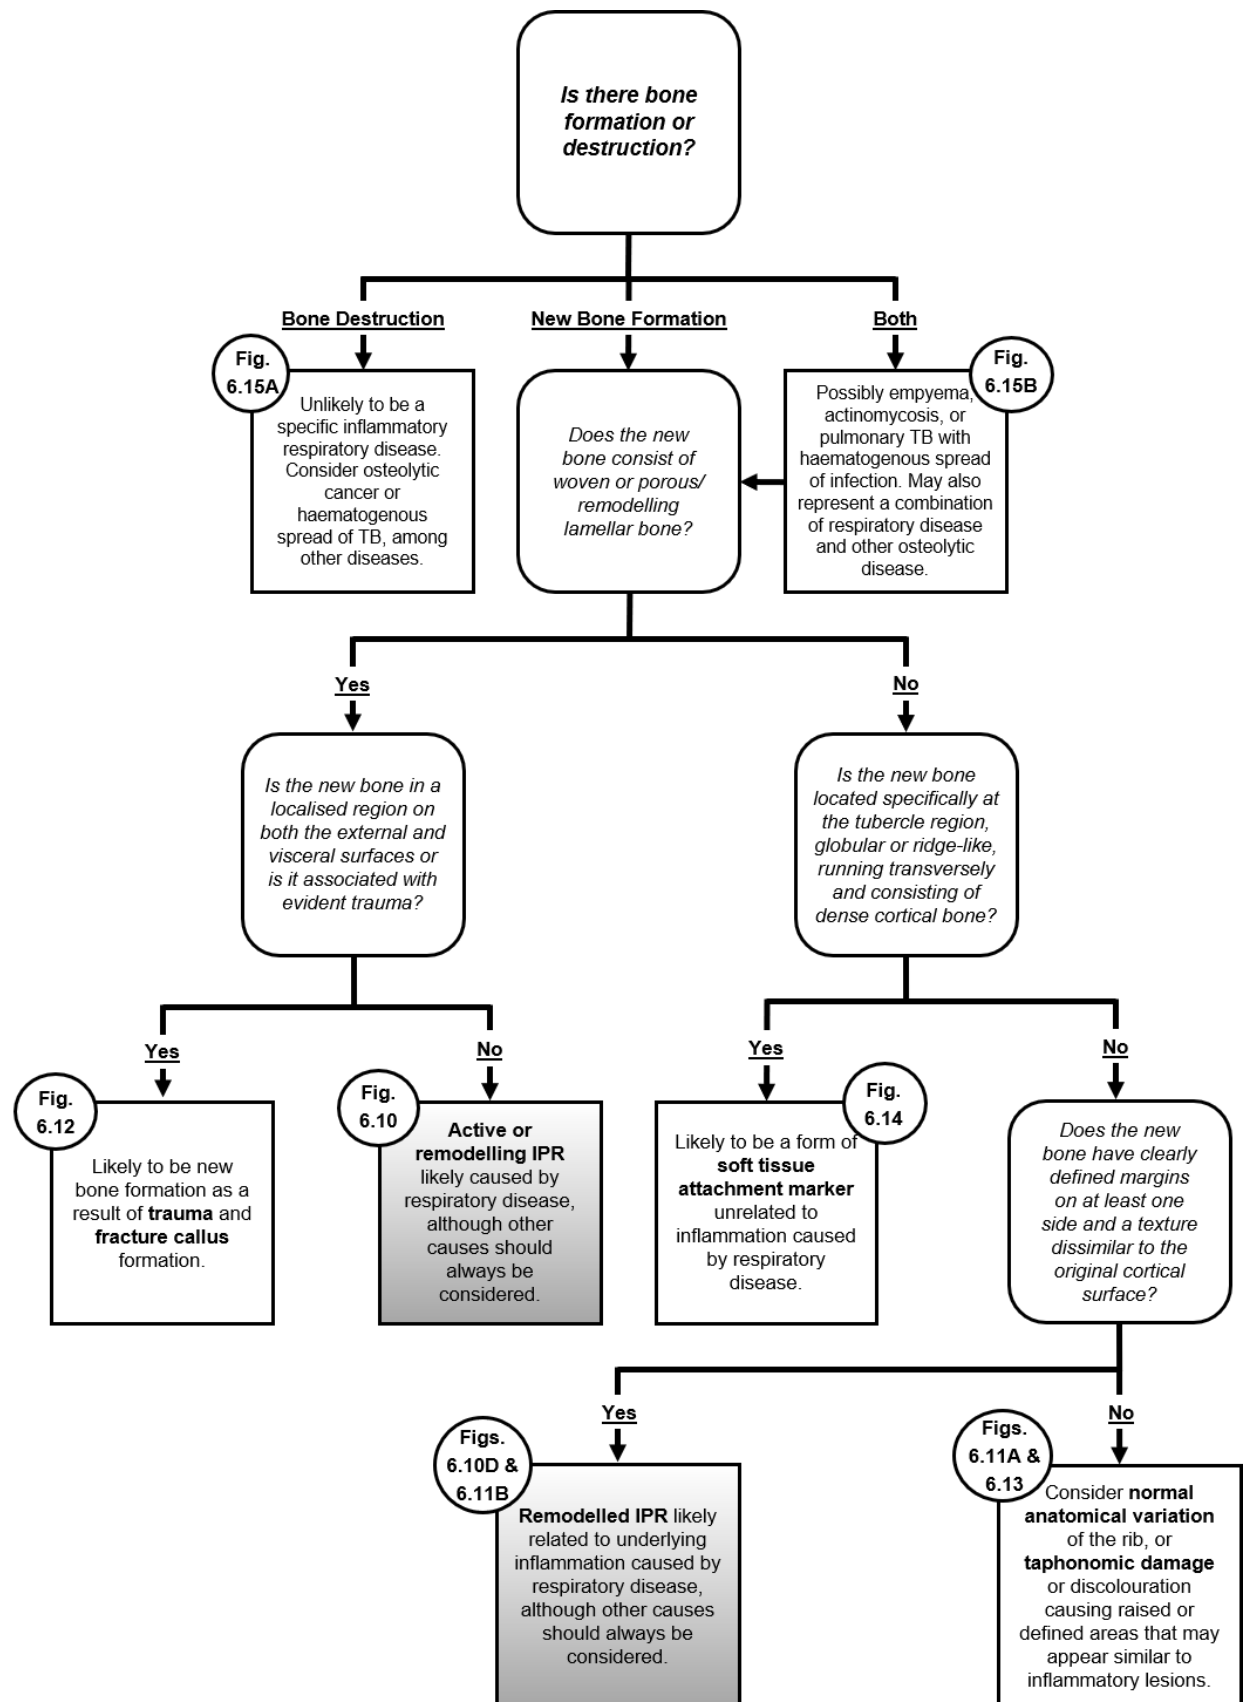 Is there bone
formation or
destruction?
Bone Destruction
New Bone Formation
Both
Fig.
6.15A
Unlikely to be a
specific inflammatory
respiratory disease.
Consider osteolytic
cancer or
haematogenous
spread of TB, among
other diseases.
Does the new
bone consist of
woven or porous/
remodelling
lamellar bone?
Fig.
6.15B
Possibly empyema,
actinomycosis, or
pulmonary TB with
haematogenous spread
of infection. May also
represent a combination
of respiratory disease
and other osteolytic
disease.
Yes
No
Is the new bone in a
localised region on
both the external and
visceral surfaces or
is it associated with
evident trauma?
Is the new bone
located specifically at
the tubercle region,
globular or ridge-like,
running transversely
and consisting of
dense cortical bone?
Yes
No
Yes
No
Fig.
6.12
Likely to be new
bone formation as a
result of trauma and
fracture callus
formation.
Fig.
6.10
Active or
remodelling IPR
likely caused by
respiratory disease,
although other
causes should
always be
considered.
Fig.
6.14
Likely to be a form of
soft tissue
attachment marker
unrelated to
inflammation caused
by respiratory
disease.
Does the new
bone have clearly
defined margins
on at least one
side and a texture
dissimilar to the
original cortical
surface?
Yes
No
Figs.
6.10D &
6.11B
Remodelled IPR likely
related to underlying
inflammation caused by
respiratory disease,
although other causes
should always be
considered.
Figs.
6.11A &
6.13
Consider normal
anatomical variation
of the rib, or
taphonomic damage
or discolouration
causing raised or
defined areas that may
appear similar to
inflammatory lesions.